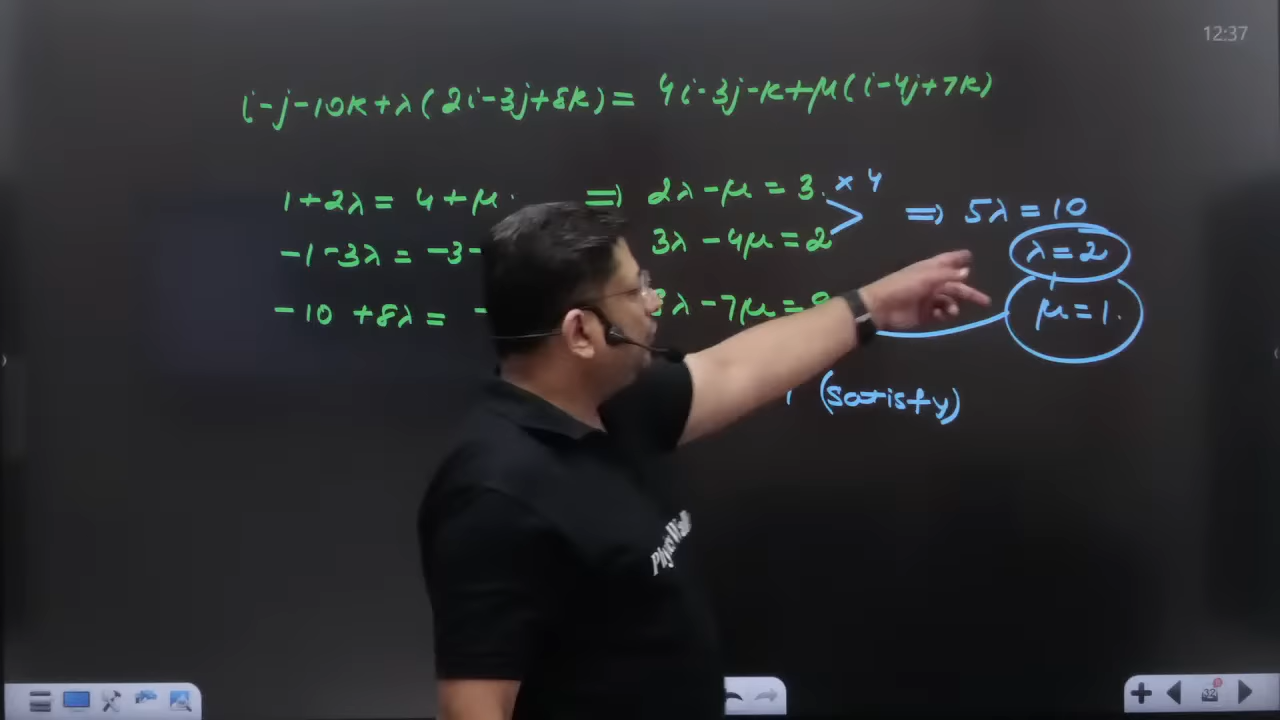 12:37
i-j-10k+λ(2i-3j+8k)= 4i-3j-k+μ(i-4j+7k)
1+2λ= 4+μ. ⇒ 2λ-μ = 3. ×4 ⇒ 5λ=10
-1-3λ = -3- 3λ-4μ=2 λ=2
-10+8λ= - λ-7μ= μ=1.
(satisfy)
32